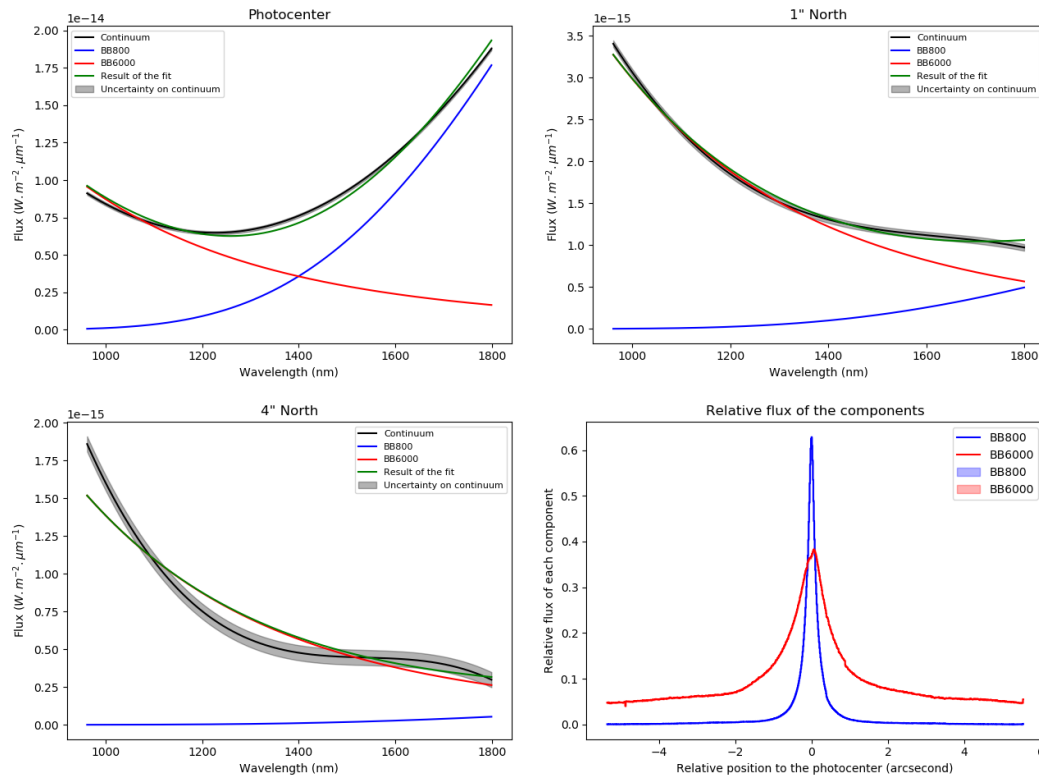 Photocenter
1e−14
Continuum
BB800
BB6000
Result of the fit
Uncertainty on continuum
Flux (W. m⁻². μm⁻¹)
2.00
1.75
1.50
1.25
1.00
0.75
0.50
0.25
0.00
1000 1200 1400 1600 1800
Wavelength (nm)
1" North
1e−15
Continuum
BB800
BB6000
Result of the fit
Uncertainty on continuum
Flux (W. m⁻². μm⁻¹)
3.5
3.0
2.5
2.0
1.5
1.0
0.5
0.0
1000 1200 1400 1600 1800
Wavelength (nm)
4" North
1e−15
Continuum
BB800
BB6000
Result of the fit
Uncertainty on continuum
Flux (W. m⁻². μm⁻¹)
2.00
1.75
1.50
1.25
1.00
0.75
0.50
0.25
0.00
1000 1200 1400 1600 1800
Wavelength (nm)
Relative flux of the components
BB800
BB6000
BB800
BB6000
Relative flux of each component
0.6
0.5
0.4
0.3
0.2
0.1
0.0
−4 −2 0 2 4 6
Relative position to the photocenter (arcsecond)